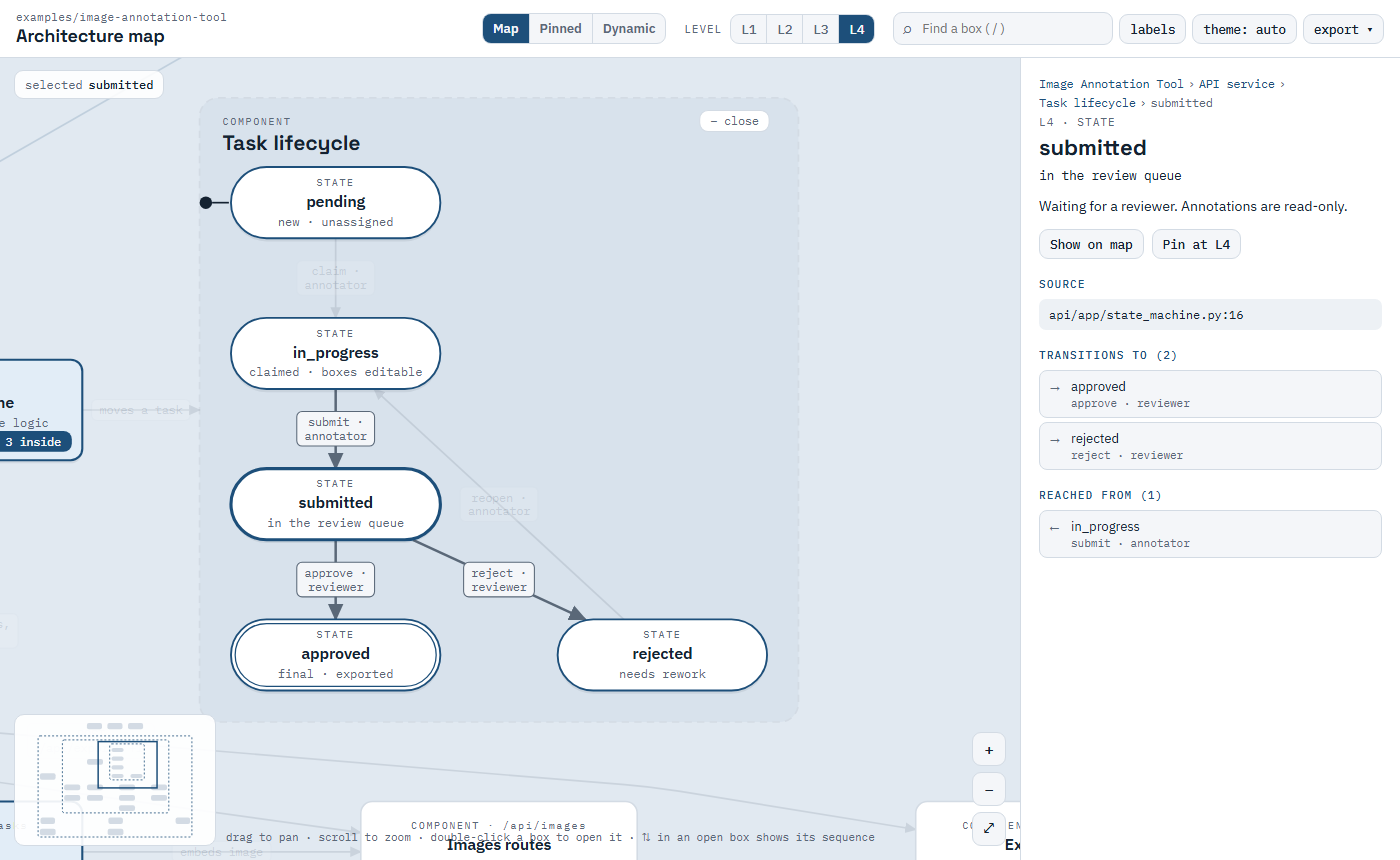 examples/image-annotation-tool
Architecture map
Map Pinned Dynamic
LEVEL L1 L2 L3 L4
Find a box ( / )
labels
theme: auto
export ▾
selected submitted
COMPONENT
Task lifecycle
− close
STATE
pending
new · unassigned
claim ·
annotator
STATE
in_progress
claimed · boxes editable
ne
e logic
3 inside
moves a task
submit ·
annotator
STATE
submitted
in the review queue
reopen ·
annotator
approve ·
reviewer
reject ·
reviewer
STATE
approved
final · exported
STATE
rejected
needs rework
s,
as
COMPONENT · /api/images
Images routes
embeds image
drag to pan · scroll to zoom · double-click a box to open it · ⇅ in an open box shows its sequence
Ex
+
−
⤢
Image Annotation Tool › API service ›
Task lifecycle › submitted
L4 · STATE
submitted
in the review queue
Waiting for a reviewer. Annotations are read-only.
Show on map
Pin at L4
SOURCE
api/app/state_machine.py:16
TRANSITIONS TO (2)
→ approved
approve · reviewer
→ rejected
reject · reviewer
REACHED FROM (1)
← in_progress
submit · annotator